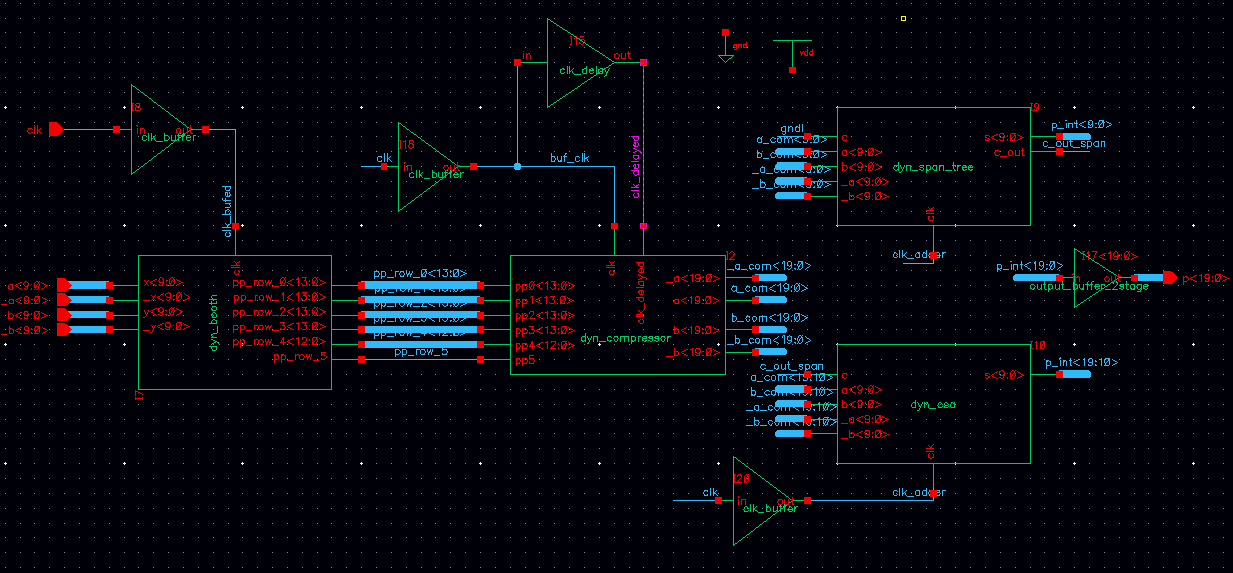 I15
in
out
clk_delay
gnd
vdd
I8
clk
in
out
clk_buffer
I18
clk
in
out
clk_buffer
buf_clk
clk_delayed
clk_bufed
I9
gnd!
c
a_com<9:0>
a<9:0>
b_com<9:0>
b<9:0>
_a_com<9:0>
_a<9:0>
_b_com<9:0>
_b<9:0>
dyn_span_tree
s<9:0>
p_int<9:0>
c_out
c_out_span
clk
clk_adder
a<9:0>
x<9:0>
_a<9:0>
_x<9:0>
b<9:0>
y<9:0>
_b<9:0>
_y<9:0>
dyn_booth
clk
I7
pp_row_0<13:0>
pp_row_1<13:0>
pp_row_2<13:0>
pp_row_3<13:0>
pp_row_4<12:0>
pp_row_5
pp_row_0<13:0>
pp_row_1<13:0>
pp_row_2<13:0>
pp_row_3<13:0>
pp_row_4<12:0>
pp_row_5
pp0<13:0>
pp1<13:0>
pp2<13:0>
pp3<13:0>
pp4<12:0>
pp5
clk
clk_delayed
dyn_compressor
I2
_a<19:0>
a<19:0>
b<19:0>
_b<19:0>
_a_com<19:0>
a_com<19:0>
b_com<19:0>
_b_com<19:0>
p_int<19:0>
I17<19:0>
in
out
output_buffer_2stage
p<19:0>
I10
c_out_span
c
a_com<19:10>
a<9:0>
b_com<19:10>
b<9:0>
_a_com<19:10>
_a<9:0>
_b_com<19:10>
_b<9:0>
dyn_csa
s<9:0>
p_int<19:10>
clk
clk_adder
I20
clk
in
out
clk_buffer